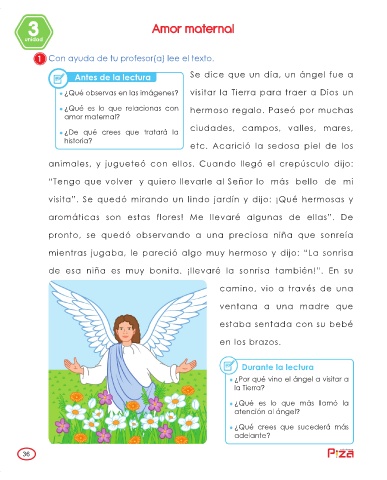 3
unidad
Amor maternal
1 Con ayuda de tu profesor(a) lee el texto.
Antes de la lectura
• ¿Qué observas en las imágenes?
• ¿Qué es lo que relacionas con
amor maternal?
• ¿De qué crees que tratará la
historia?
Se dice que un día, un ángel fue a
visitar la Tierra para traer a Dios un
hermoso regalo. Paseó por muchas
ciudades, campos, valles, mares,
etc. Acarició la sedosa piel de los
animales, y jugueteó con ellos. Cuando llegó el crepúsculo dijo:
“Tengo que volver y quiero llevarle al Señor lo más bello de mi
visita”. Se quedó mirando un lindo jardín y dijo: ¡Qué hermosas y
aromáticas son estas flores! Me llevaré algunas de ellas”. De
pronto, se quedó observando a una preciosa niña que sonreía
mientras jugaba, le pareció algo muy hermoso y dijo: “La sonrisa
de esa niña es muy bonita. ¡llevaré la sonrisa también!”. En su
camino, vio a través de una
ventana a una madre que
estaba sentada con su bebé
en los brazos.
Durante la lectura
• ¿Por qué vino el ángel a visitar a
la Tierra?
• ¿Qué es lo que más llamó la
atención al ángel?
• ¿Qué crees que sucederá más
adelante?
36
Piza